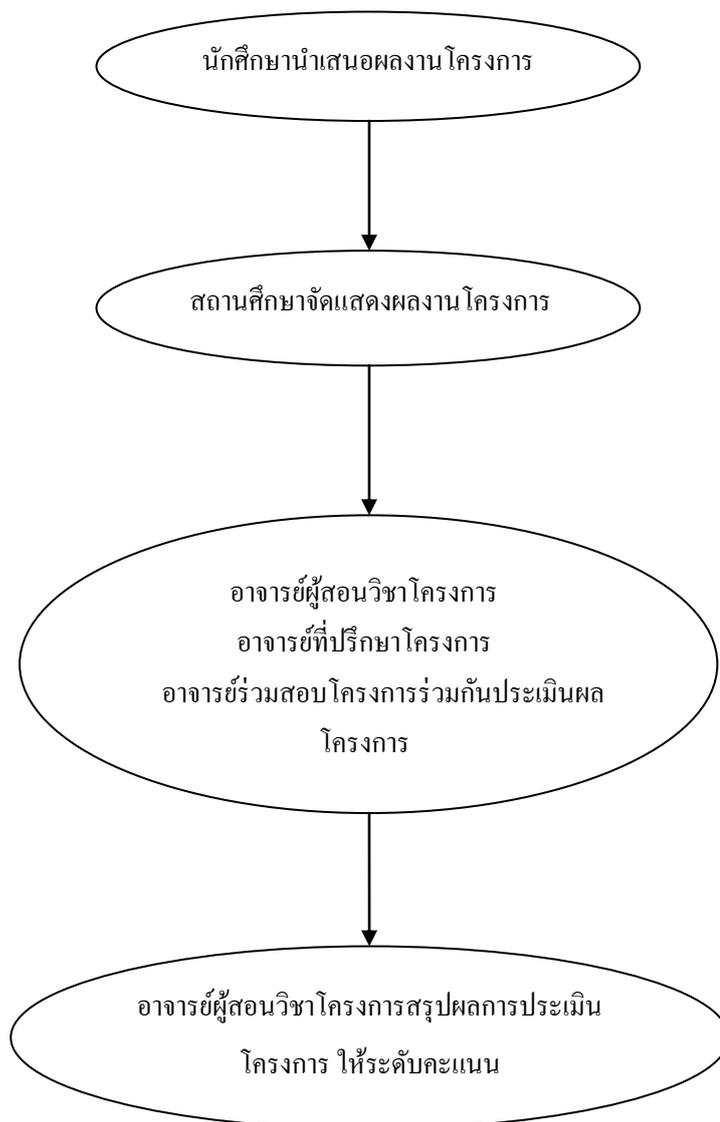 นักศึกษานำเสนอผลงานโครงการ
สถานศึกษาจัดแสดงผลงานโครงการ
อาจารย์ผู้สอนวิชาโครงการ
อาจารย์ที่ปรึกษาโครงการ
อาจารย์ร่วมสอบโครงการร่วมกันประเมินผล
โครงการ
อาจารย์ผู้สอนวิชาโครงการสรุปผลการประเมิน
โครงการ ให้ระดับคะแนน